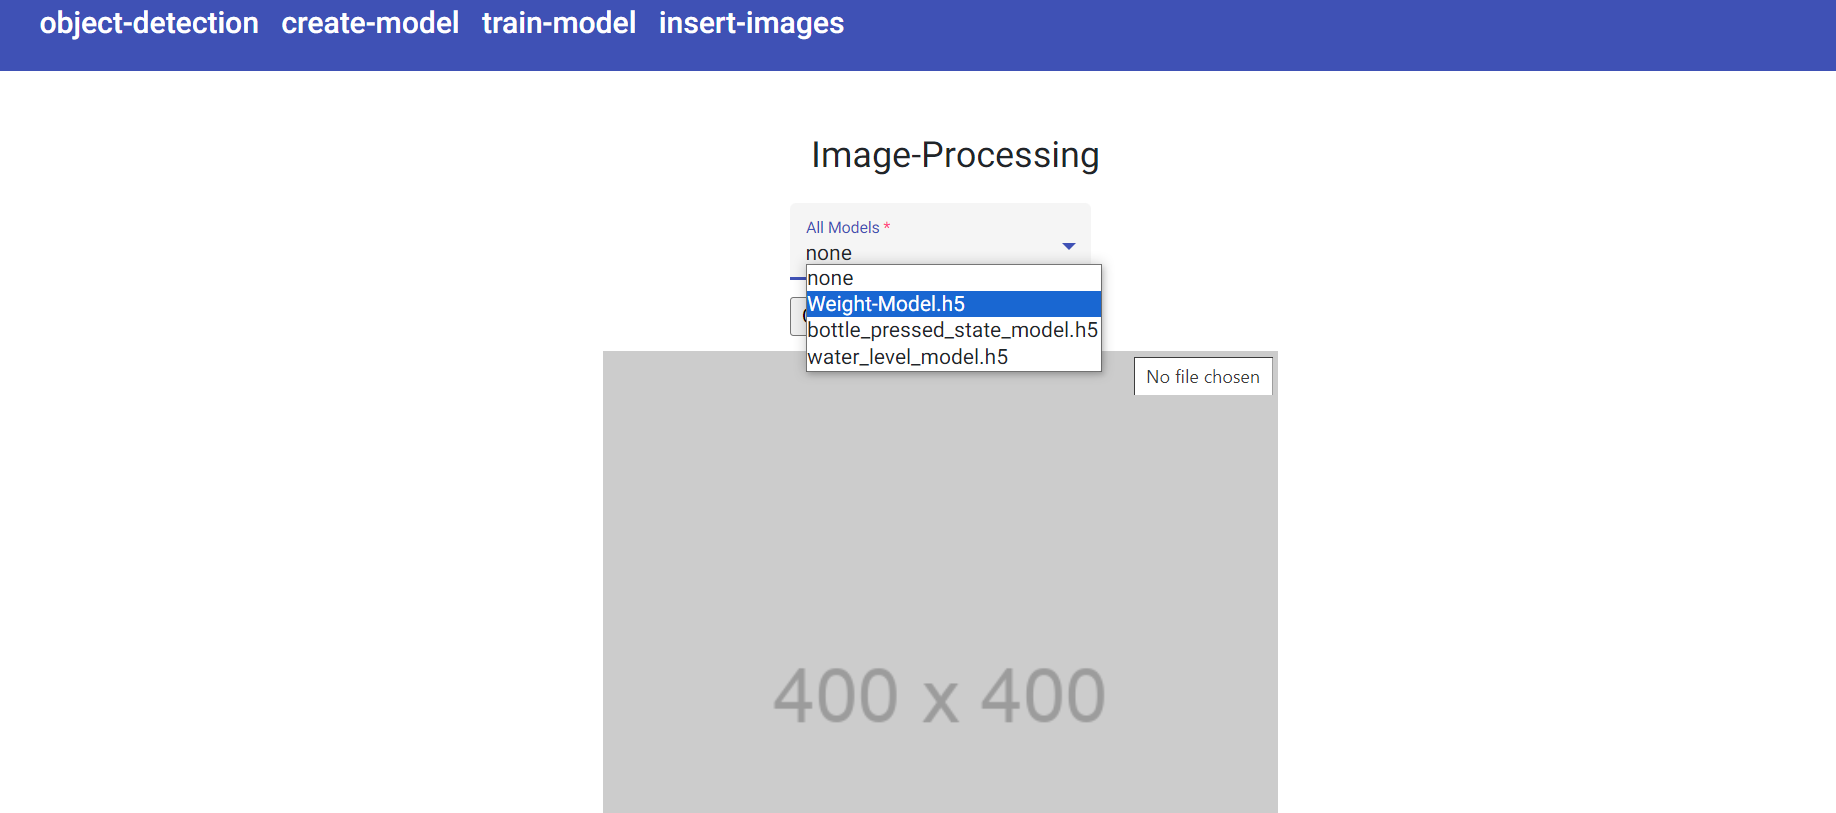 object-detection create-model train-model insert-images
Image-Processing
All Models *
none
none
Weight-Model.h5
bottle_pressed_state_model.h5
water_level_model.h5
No file chosen
400 x 400